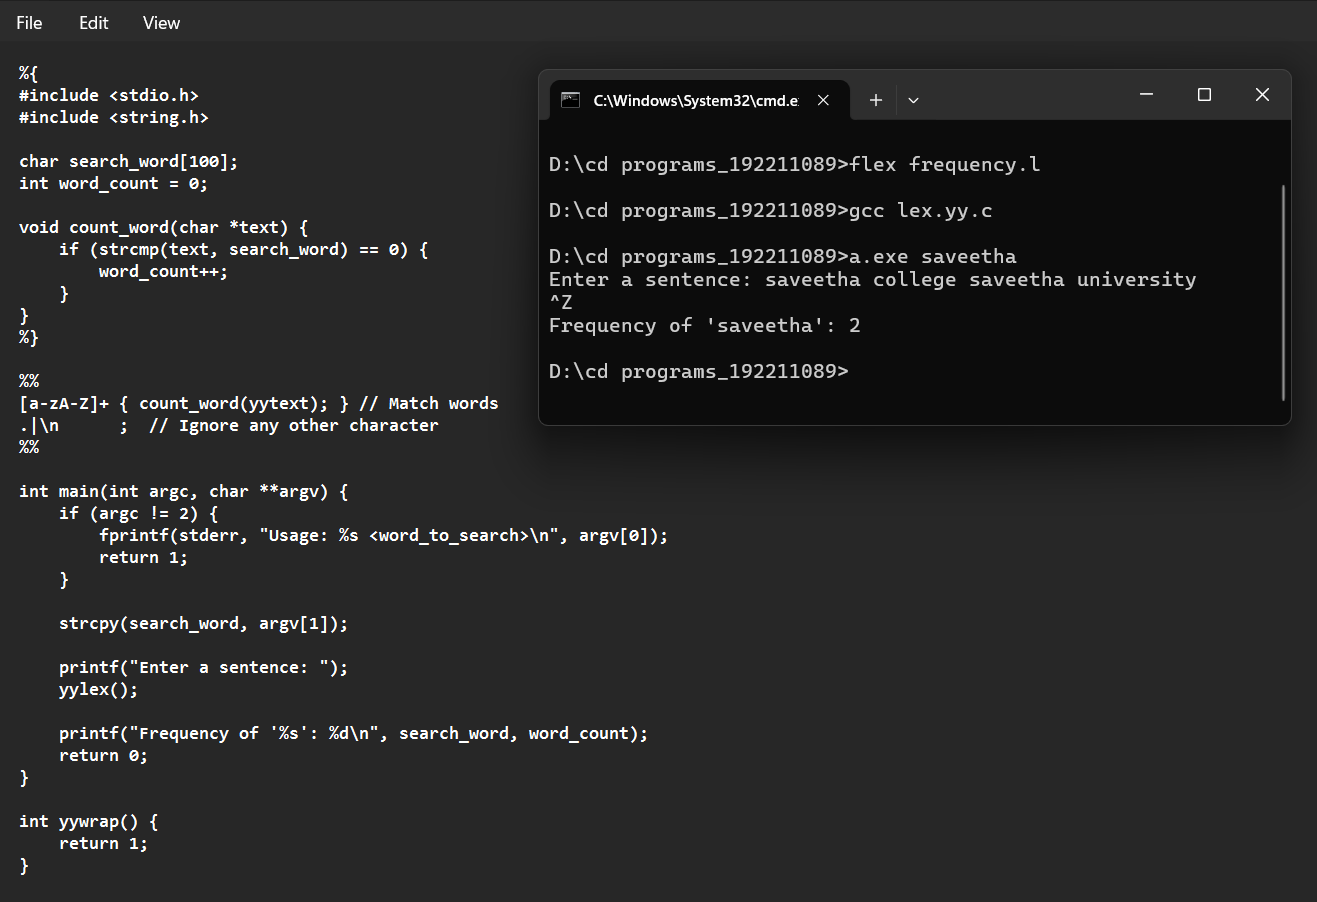 File Edit View
%{
#include <stdio.h>
#include <string.h>
char search_word[100];
int word_count = 0;
void count_word(char *text) {
    if (strcmp(text, search_word) == 0) {
        word_count++;
    }
}
%}
%%
[a-zA-Z]+ { count_word(yytext); } // Match words
.|\n      ;  // Ignore any other character
%%
int main(int argc, char **argv) {
    if (argc != 2) {
        fprintf(stderr, "Usage: %s <word_to_search>\n", argv[0]);
        return 1;
    }
    strcpy(search_word, argv[1]);
    printf("Enter a sentence: ");
    yylex();
    printf("Frequency of '%s': %d\n", search_word, word_count);
    return 0;
}
int yywrap() {
    return 1;
}
C:\Windows\System32\cmd.e
D:\cd programs_192211089>flex frequency.l
D:\cd programs_192211089>gcc lex.yy.c
D:\cd programs_192211089>a.exe saveetha
Enter a sentence: saveetha college saveetha university
^Z
Frequency of 'saveetha': 2
D:\cd programs_192211089>